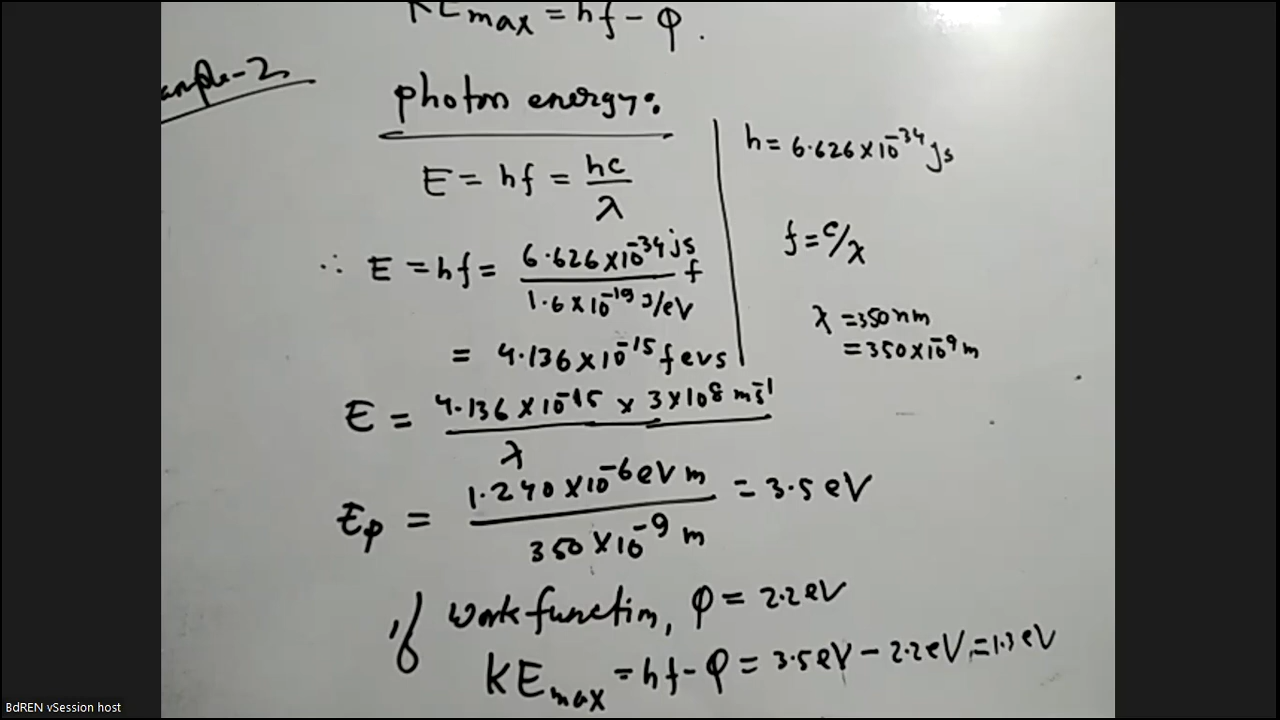 KEmax = hf - φ.
ample-2
photon energy:
E = hf = hc/λ
h = 6.626×10⁻³⁴ js
f = c/λ
λ = 350 nm
= 350×10⁻⁹ m
∴ E = hf = 6.626×10⁻³⁴ js / 1.6×10⁻¹⁹ J/eV f
= 4.136×10⁻¹⁵ f evs
E = 4.136×10⁻¹⁵ × 3×10⁸ ms⁻¹ / λ
Ep = 1.240×10⁻⁶ eV m / 350×10⁻⁹ m = 3.5 eV
if work function, φ = 2.2 eV
KEmax = hf - φ = 3.5 eV - 2.2 eV = 1.3 eV
BdREN vSession host